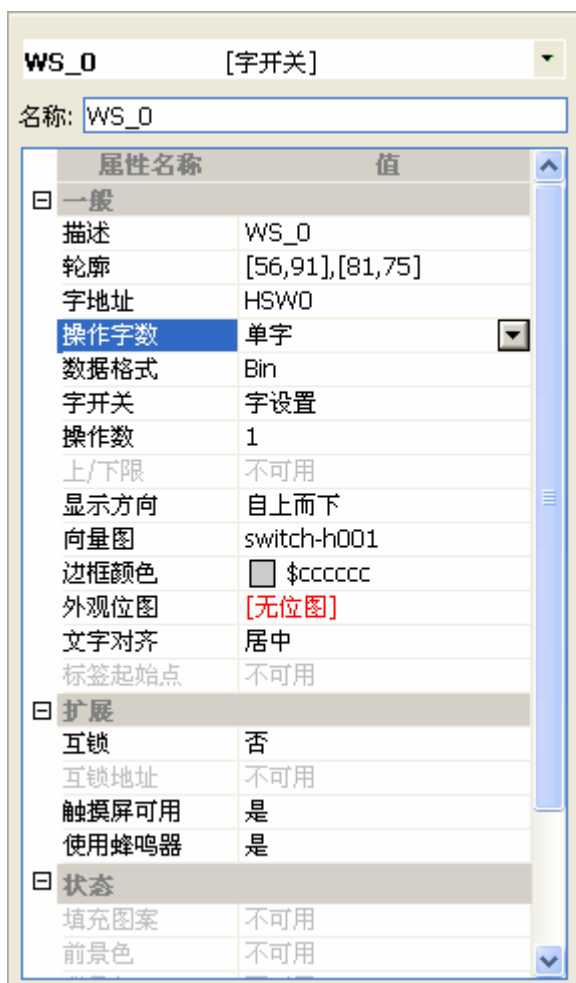 WS_0 [字开关]
名称: WS_0
属性名称 值
一般
描述 WS_0
轮廓 [56,91],[81,75]
字地址 HSW0
操作字数 单字
数据格式 Bin
字开关 字设置
操作数 1
上/下限 不可用
显示方向 自上而下
向量图 switch-h001
边框颜色 $cccccc
外观位图 [无位图]
文字对齐 居中
标签起始点 不可用
扩展
互锁 否
互锁地址 不可用
触摸屏可用 是
使用蜂鸣器 是
状态
填充图案 不可用
前景色 不可用